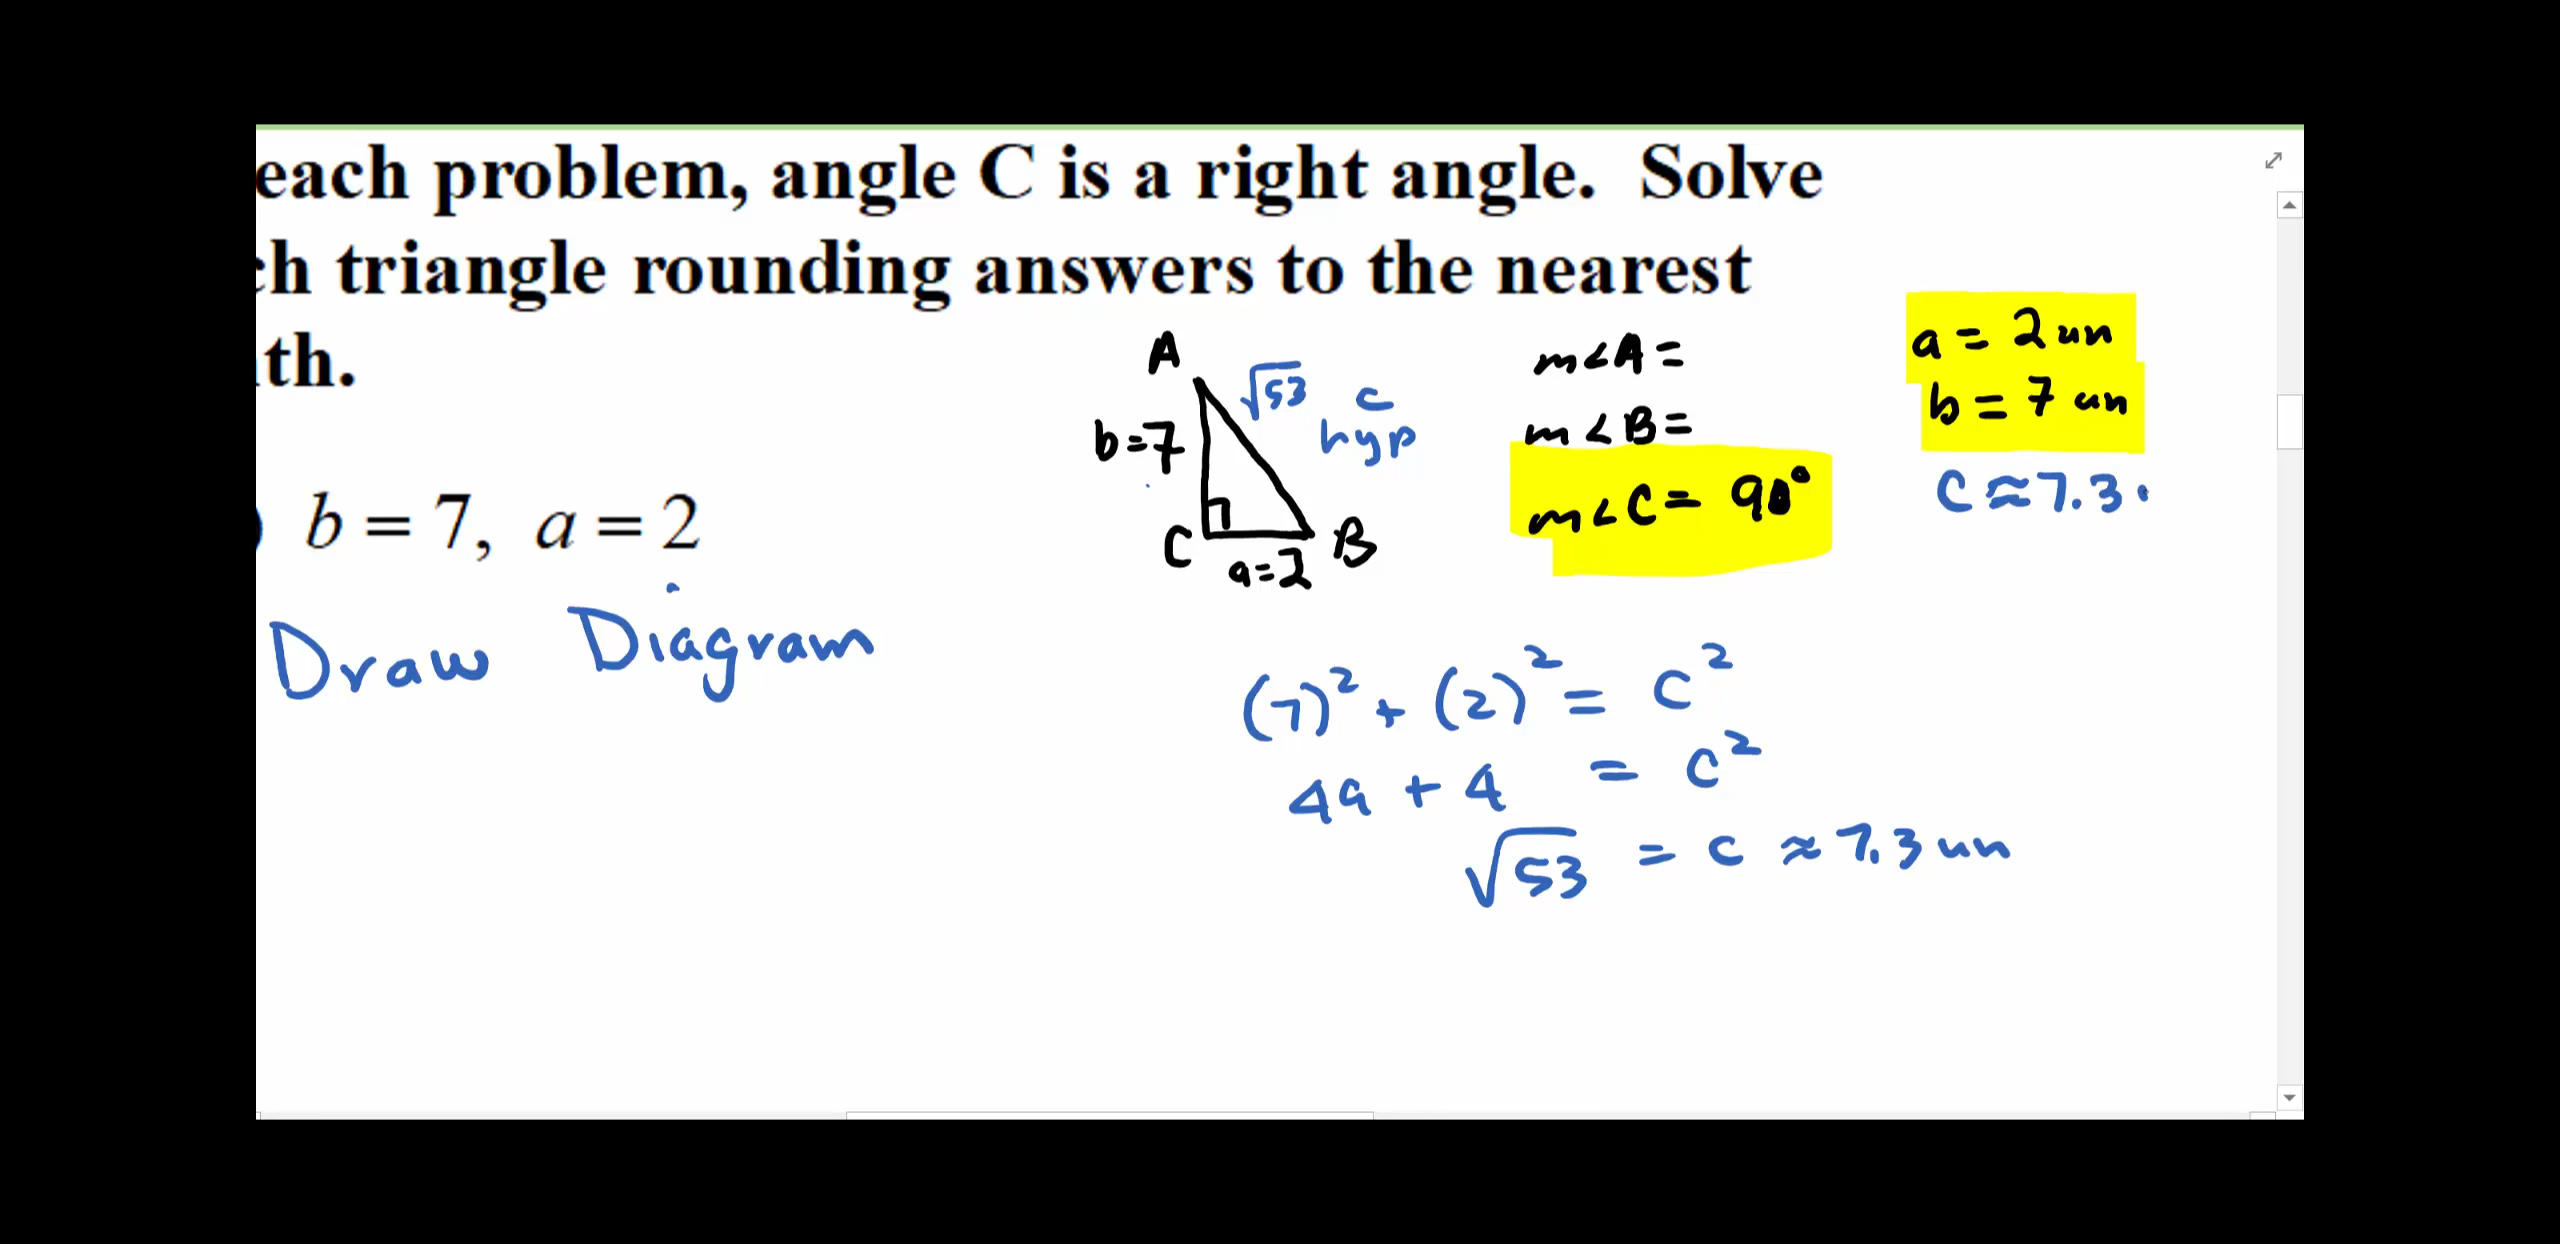 each problem, angle C is a right angle. Solve
ch triangle rounding answers to the nearest
th.
) b = 7, a = 2
Draw Diagram
A
√53 c
hyp
b=7
C
a=2
B
m<A=
m<B=
m<C= 90°
a = 2un
b = 7 un
C ≈ 7.3
(7)² + (2)² = C²
49 + 4 = C²
√53 = C ≈ 7.3 un